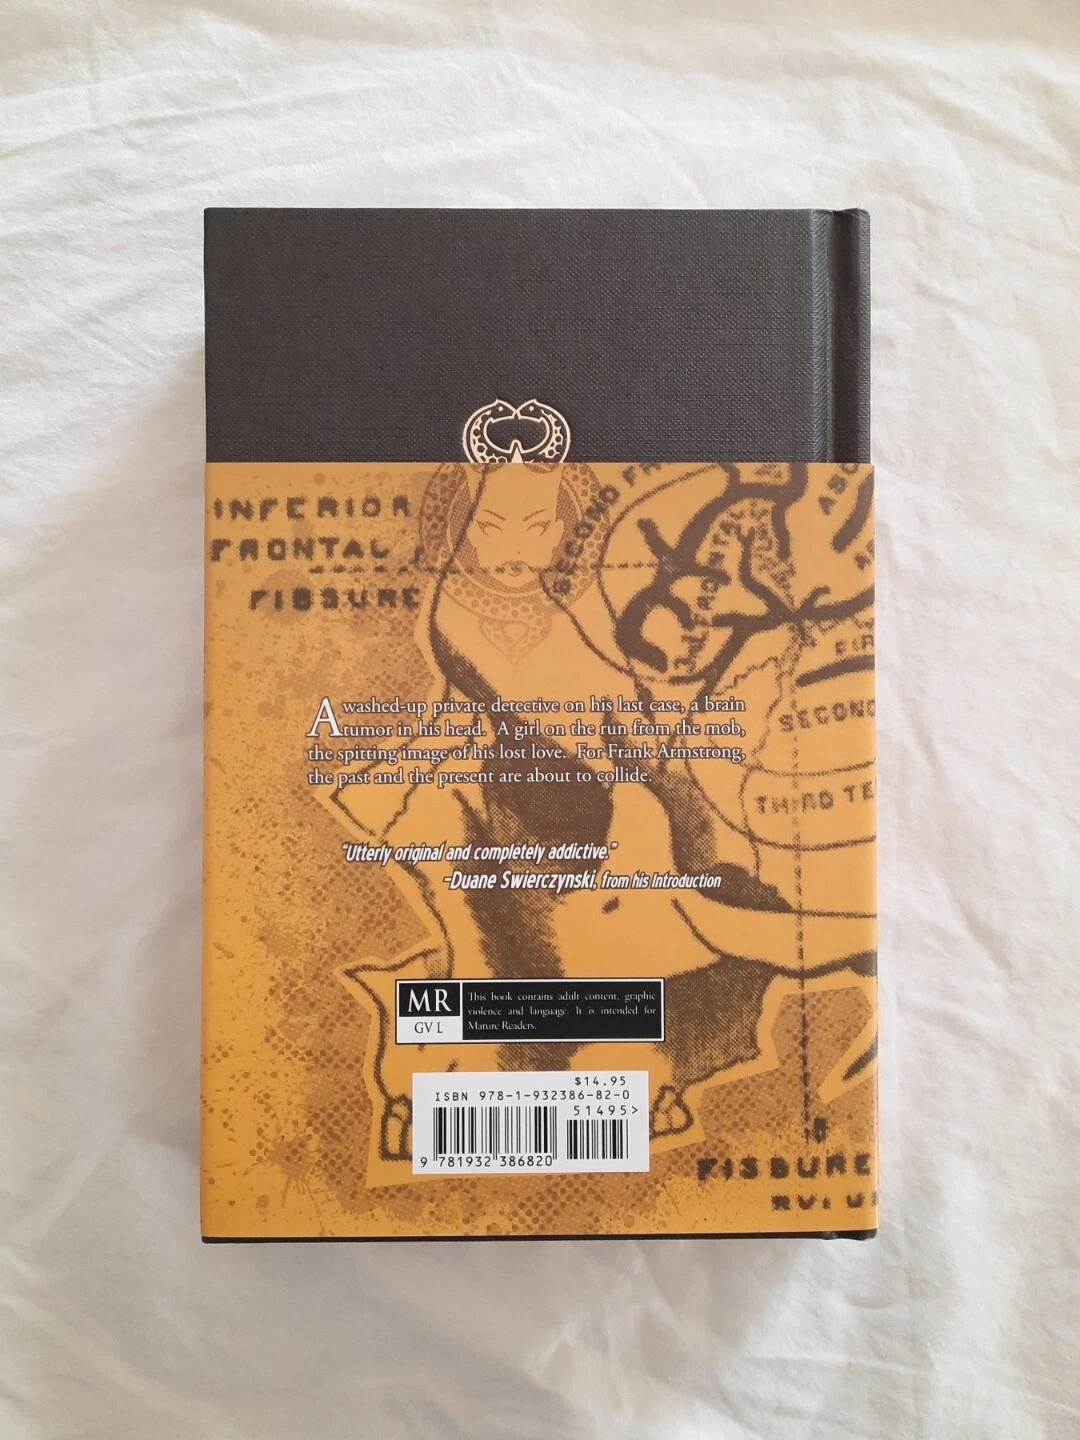 INFERIOR
FRONTAL
FISSURE
SECOND FR
FRONTAL
ASC
SECOND
THIRD TE
A washed-up private detective on his last case, a brain
tumor in his head. A girl on the run from the mob,
the spitting image of his lost love. For Frank Armstrong,
the past and the present are about to collide.
"Utterly original and completely addictive."
-Duane Swierczynski, from his Introduction
MR
GV L
This book contains adult content, graphic
violence and language. It is intended for
Mature Readers.
$14.95
ISBN 978-1-932386-82-0
51495>
9 781932 386820
FISSURE